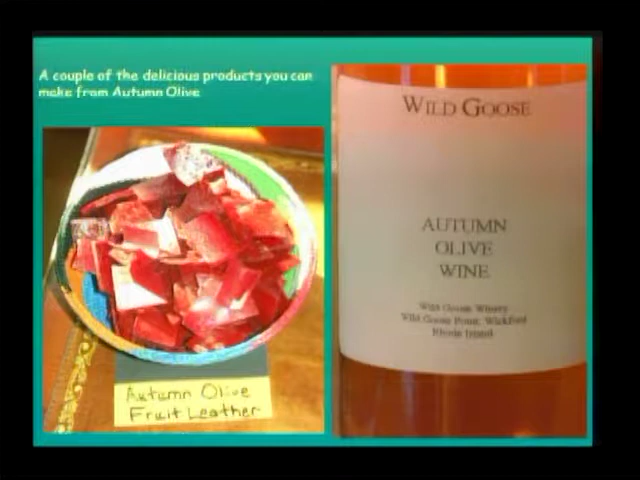 A couple of the delicious products you can
make from Autumn Olive
WILD GOOSE
AUTUMN
OLIVE
WINE
Wild Goose Winery
Wild Goose Point, Wickford
Rhode Island
Autumn Olive
Fruit Leather